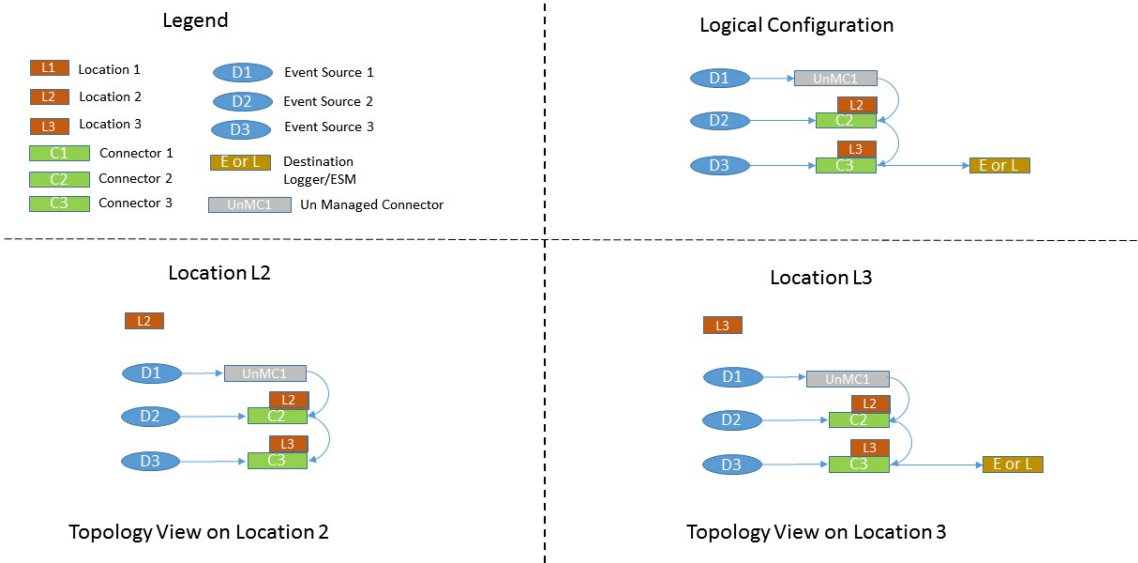 Legend
L1 Location 1
L2 Location 2
L3 Location 3
C1 Connector 1
C2 Connector 2
C3 Connector 3
D1 Event Source 1
D2 Event Source 2
D3 Event Source 3
E or L Destination
Logger/ESM
UnMC1 Un Managed Connector
Logical Configuration
D1 UnMC1
L2
D2 C2
L3
D3 C3 E or L
Location L2
L2
D1 UnMC1
L2
D2 C2
L3
D3 C3
Topology View on Location 2
Location L3
L3
D1 UnMC1
L2
D2 C2
L3
D3 C3 E or L
Topology View on Location 3